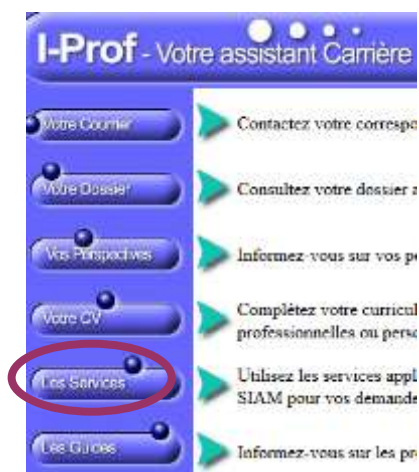 I-Prof - Votre assistant Carrière
Votre Courrier
Contactez votre correspo
Votre Dossier
Consultez votre dossier a
Vos Perspectives
Informez-vous sur vos pe
Votre CV
Complétez votre curricul
professionnelles ou perso
Les Services
Utilisez les services appl
SIAM pour vos demande
Les Guides
Informez-vous sur les p